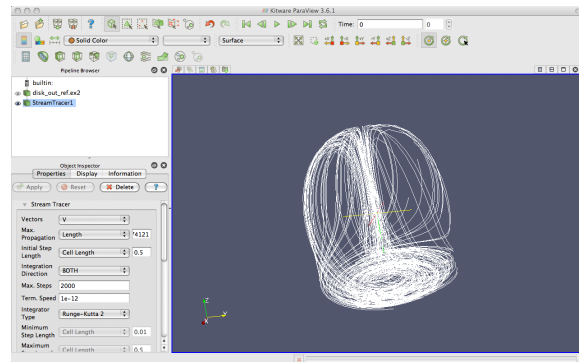 Kitware ParaView 3.6.1
Time: 0 0
Solid Color Surface
Pipeline Browser
builtin:
disk_out_ref.ex2
StreamTracer1
Object Inspector
Properties Display Information
Apply Reset Delete ?
Stream Tracer
Vectors V
Max. Propagation Length 4121
Initial Step Length Cell Length 0.5
Integration Direction BOTH
Max. Steps 2000
Term. Speed 1e-12
Integrator Type Runge-Kutta 2
Minimum Step Length Cell Length 0.01
Maximum Cell Length 0.5
Z
Y
X